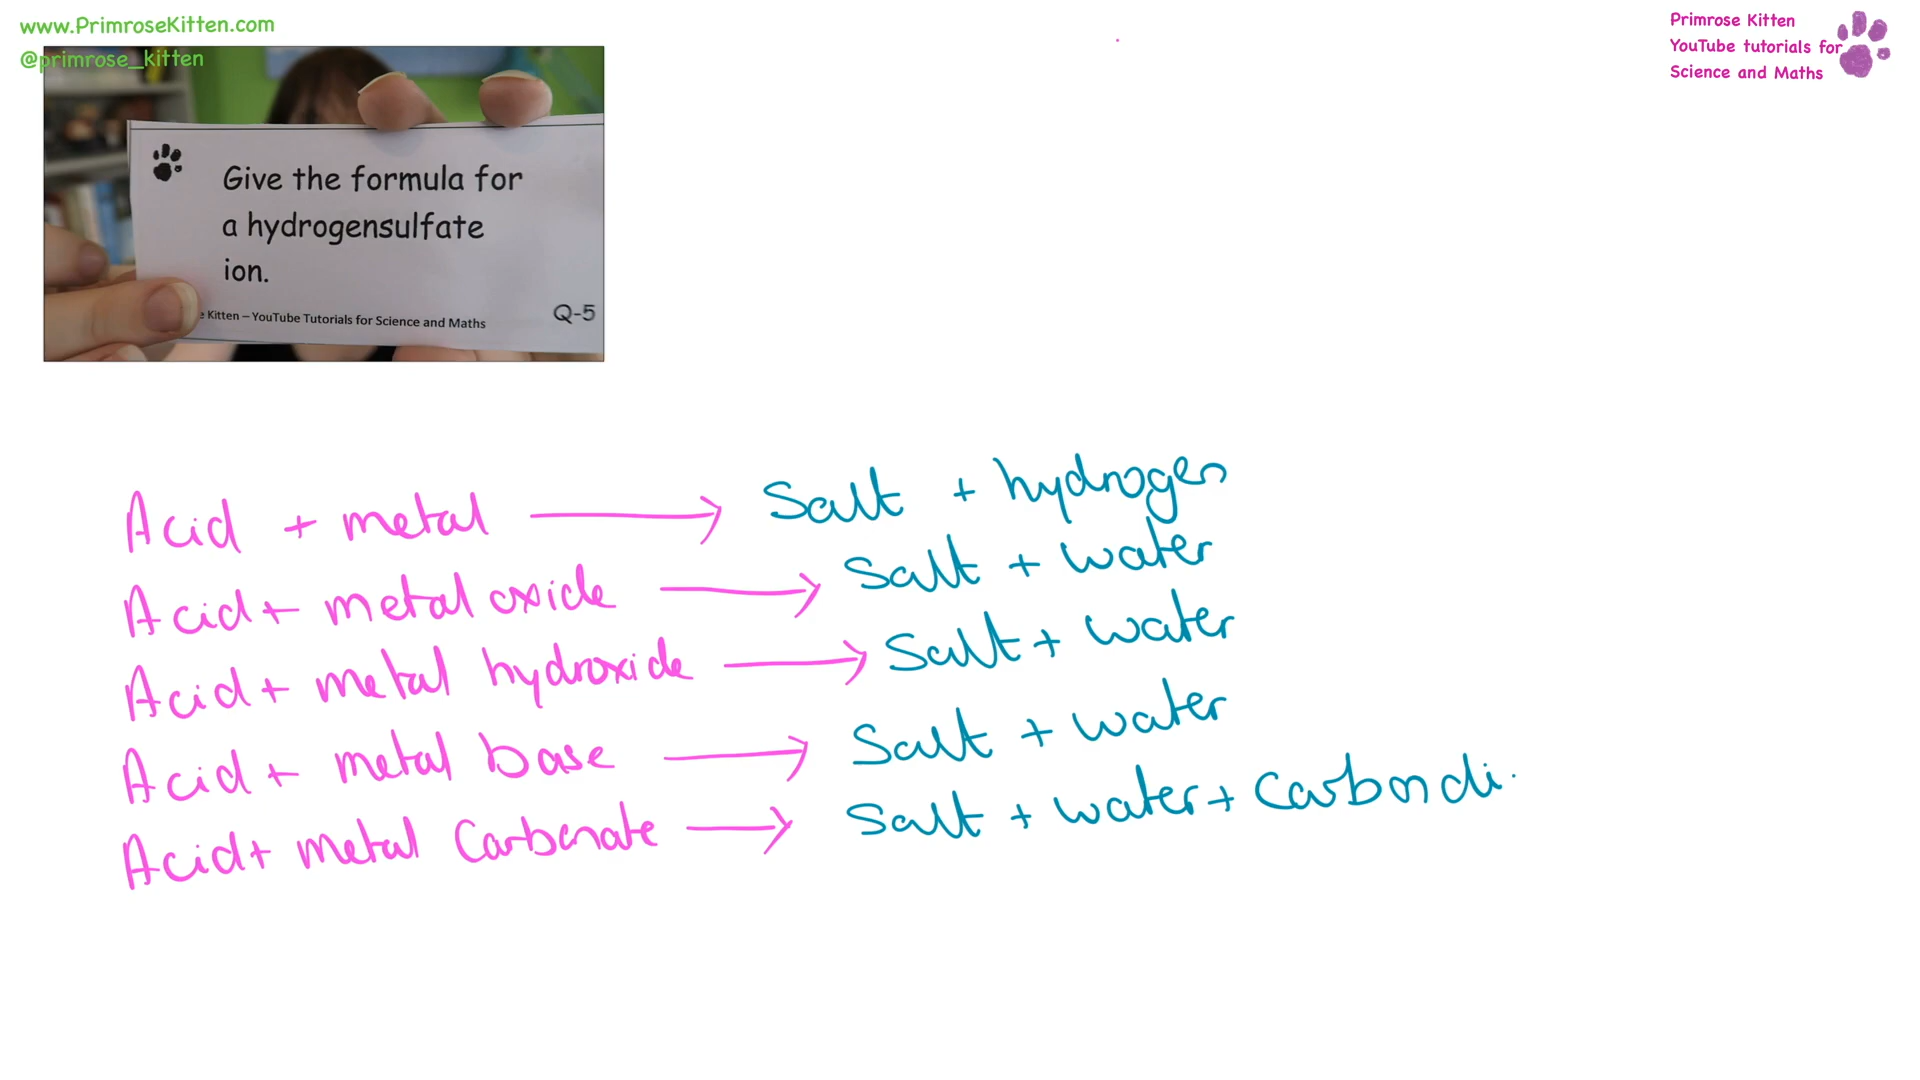 www.PrimroseKitten.com
@primrose_kitten
Primrose Kitten
YouTube tutorials for
Science and Maths
Give the formula for
a hydrogensulfate
ion.
e Kitten – YouTube Tutorials for Science and Maths
Q-5
Acid + metal → Salt + hydrogen
Acid + metal oxide → Salt + water
Acid + metal hydroxide → Salt + water
Acid + metal base → Salt + water
Acid + metal Carbonate → Salt + water + Carbon di.